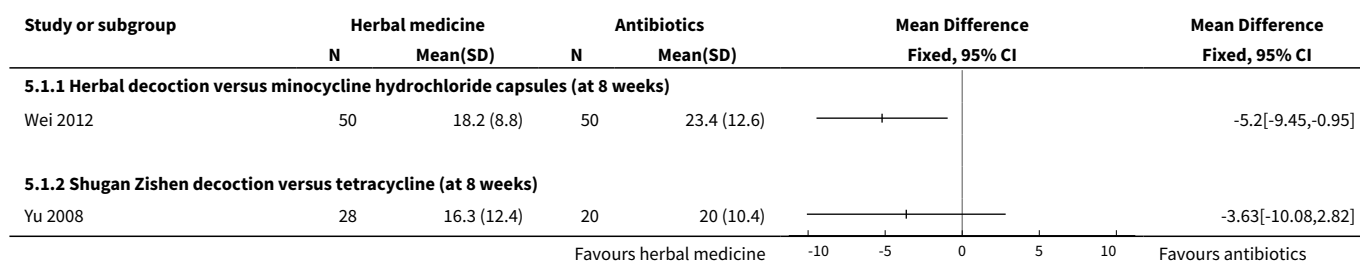 Study or subgroup Herbal medicine Antibiotics Mean Difference Mean Difference
N Mean(SD) N Mean(SD) Fixed, 95% CI Fixed, 95% CI
5.1.1 Herbal decoction versus minocycline hydrochloride capsules (at 8 weeks)
Wei 2012 50 18.2 (8.8) 50 23.4 (12.6) -5.2[-9.45,-0.95]
5.1.2 Shugan Zishen decoction versus tetracycline (at 8 weeks)
Yu 2008 28 16.3 (12.4) 20 20 (10.4) -3.63[-10.08,2.82]
Favours herbal medicine -10 -5 0 5 10 Favours antibiotics